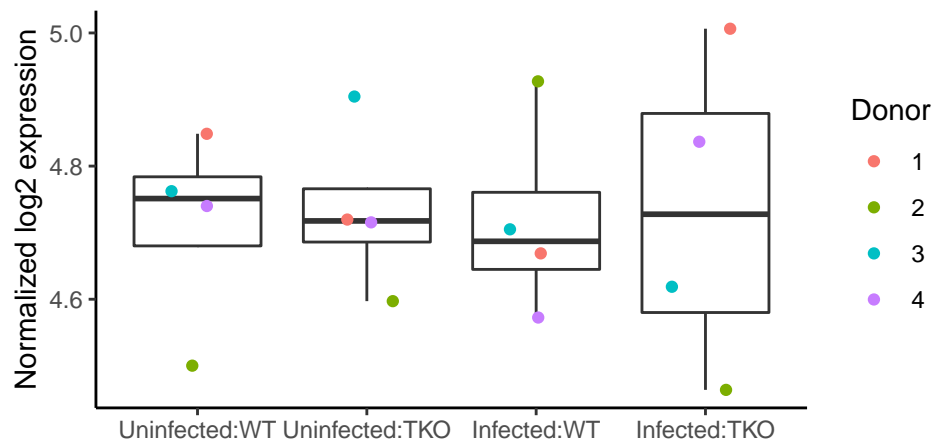 Normalized log2 expression
5.0
4.8
4.6
Uninfected:WT
Uninfected:TKO
Infected:WT
Infected:TKO
Donor
1
2
3
4